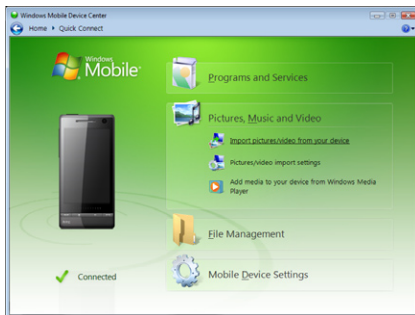 Windows Mobile Device Center
Home ▸ Quick Connect
Windows
Mobile
Programs and Services
Pictures, Music and Video
Import pictures/video from your device
Pictures/video import settings
Add media to your device from Windows Media
Player
File Management
Mobile Device Settings
Connected